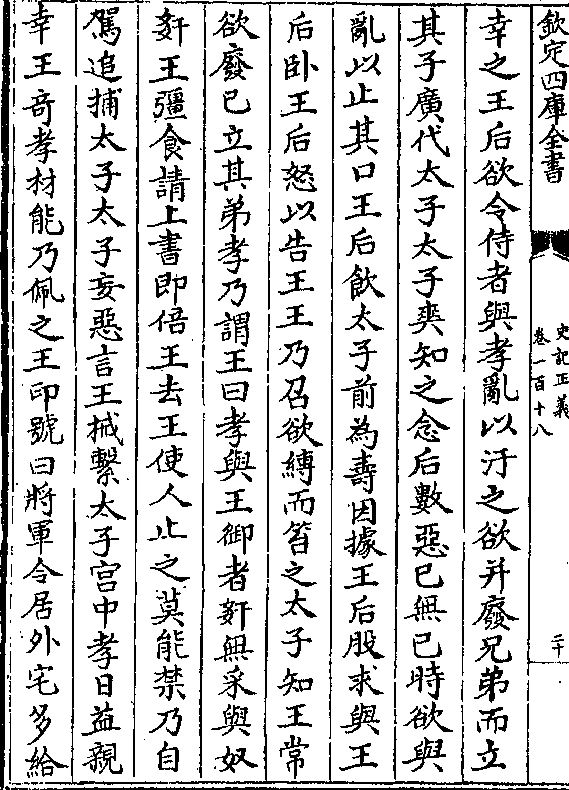 欽定四庫全書
史記正義
卷一百十八
二十
幸之王后欲令侍者與孝亂以汙之欲并廢兄弟而立
其子廣代太子太子爽知之念后數惡已無已時欲與
亂以止其口王后飲太子前為壽因據王后股求與王
后卧王后怒以告王王乃召欲縛而笞之太子知王常
欲廢已立其弟孝乃謂王曰孝與王御者姧無采與奴
姧王彊食請上書即倍王去王使人止之莫能禁乃自
駕追捕太子太子妄惡言王械繫太子宫中孝日益親
幸王竒孝材能乃佩之王印號曰將軍令居外宅多給